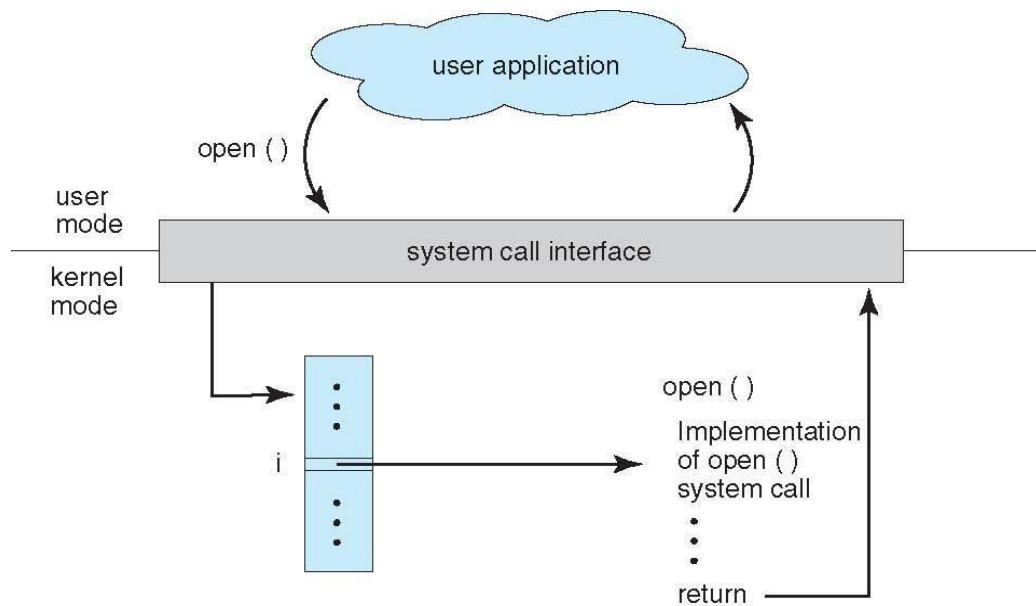 user application
open ( )
user
mode
system call interface
kernel
mode
open ( )
i
Implementation
of open ( )
system call
return